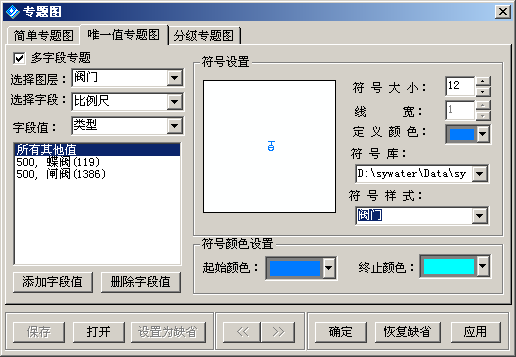 专题图
简单专题图 唯一值专题图 分级专题图
多字段专题
选择图层： 阀门
选择字段： 比例尺
字段值： 类型
所有其他值
500, 蝶阀(119)
500, 闸阀(1386)
添加字段值 删除字段值
符号设置
符号大小： 12
线 宽： 1
定义颜色：
符号库：
D:\sywater\Data\sy
符号样式：
阀门
符号颜色设置
起始颜色： 终止颜色：
保存 打开 设置为缺省 << >> 确定 恢复缺省 应用